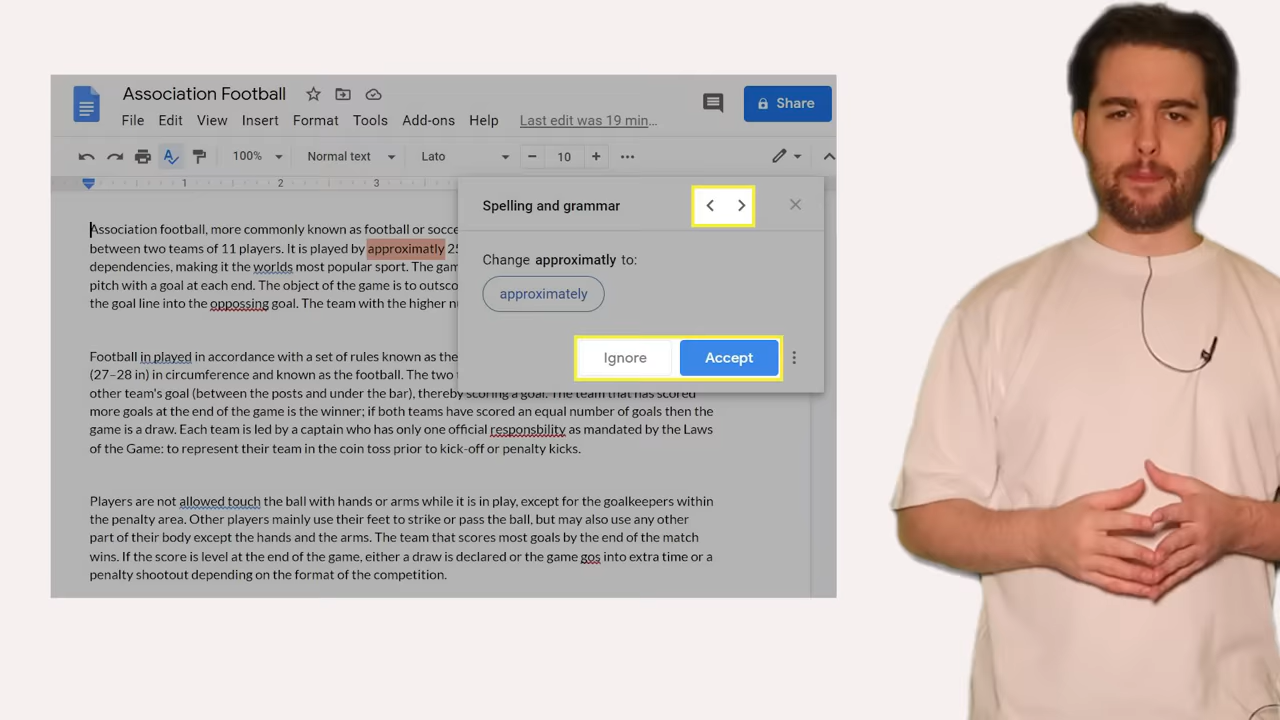 Association Football
File Edit View Insert Format Tools Add-ons Help Last edit was 19 min...
Share
100% Normal text Lato 10
1 2 3
Spelling and grammar
Change approximatly to:
approximately
Ignore Accept
Association football, more commonly known as football or socce
between two teams of 11 players. It is played by approximatly 25
dependencies, making it the worlds most popular sport. The gam
pitch with a goal at each end. The object of the game is to outsco
the goal line into the oppossing goal. The team with the higher n
Football in played in accordance with a set of rules known as the
(27–28 in) in circumference and known as the football. The two t
other team's goal (between the posts and under the bar), thereby scoring a goal. The team that has scored
more goals at the end of the game is the winner; if both teams have scored an equal number of goals then the
game is a draw. Each team is led by a captain who has only one official responsbility as mandated by the Laws
of the Game: to represent their team in the coin toss prior to kick-off or penalty kicks.
Players are not allowed touch the ball with hands or arms while it is in play, except for the goalkeepers within
the penalty area. Other players mainly use their feet to strike or pass the ball, but may also use any other
part of their body except the hands and the arms. The team that scores most goals by the end of the match
wins. If the score is level at the end of the game, either a draw is declared or the game gos into extra time or a
penalty shootout depending on the format of the competition.